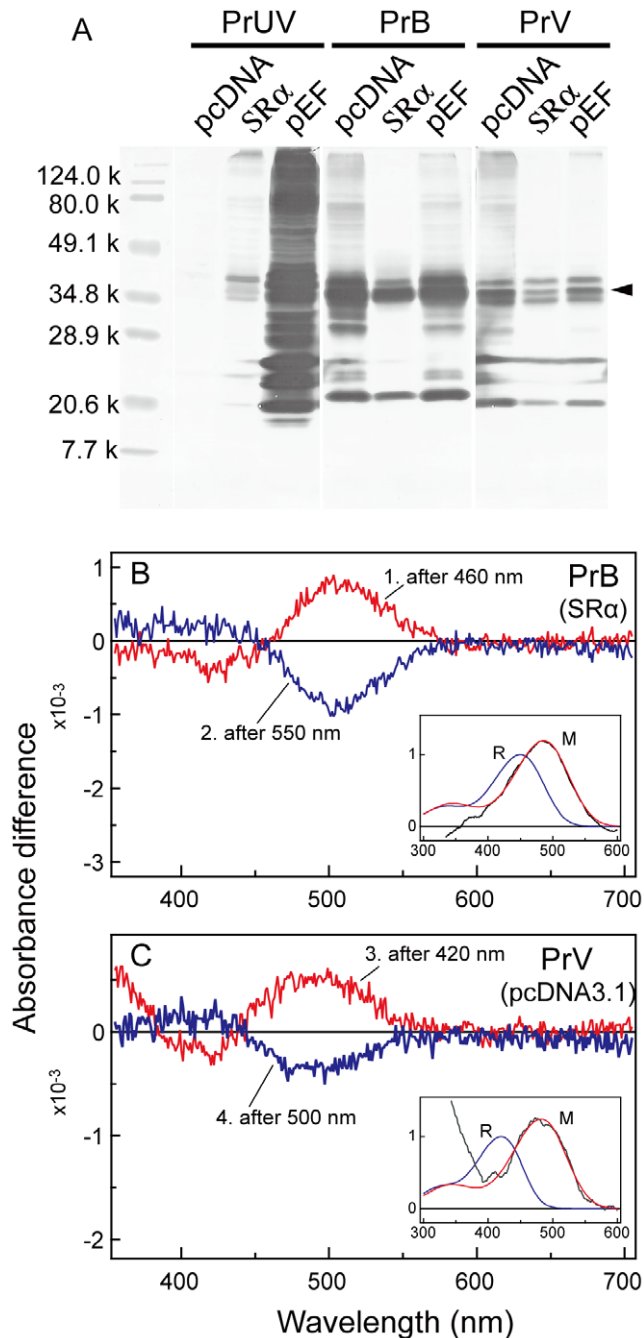 A
PrUV PrB PrV
pcDNA SRα pEF pcDNA SRα pEF pcDNA SRα pEF
124.0 k
80.0 k
49.1 k
34.8 k
28.9 k
20.6 k
7.7 k
B
PrB
(SRα)
1. after 460 nm
2. after 550 nm
1
0
-1
-2
-3
x10-3
R M
1
0
300 400 500 600
400 500 600 700
C
PrV
(pcDNA3.1)
3. after 420 nm
4. after 500 nm
0
-1
-2
x10-3
R M
1
0
300 400 500 600
400 500 600 700
Absorbance difference
Wavelength (nm)